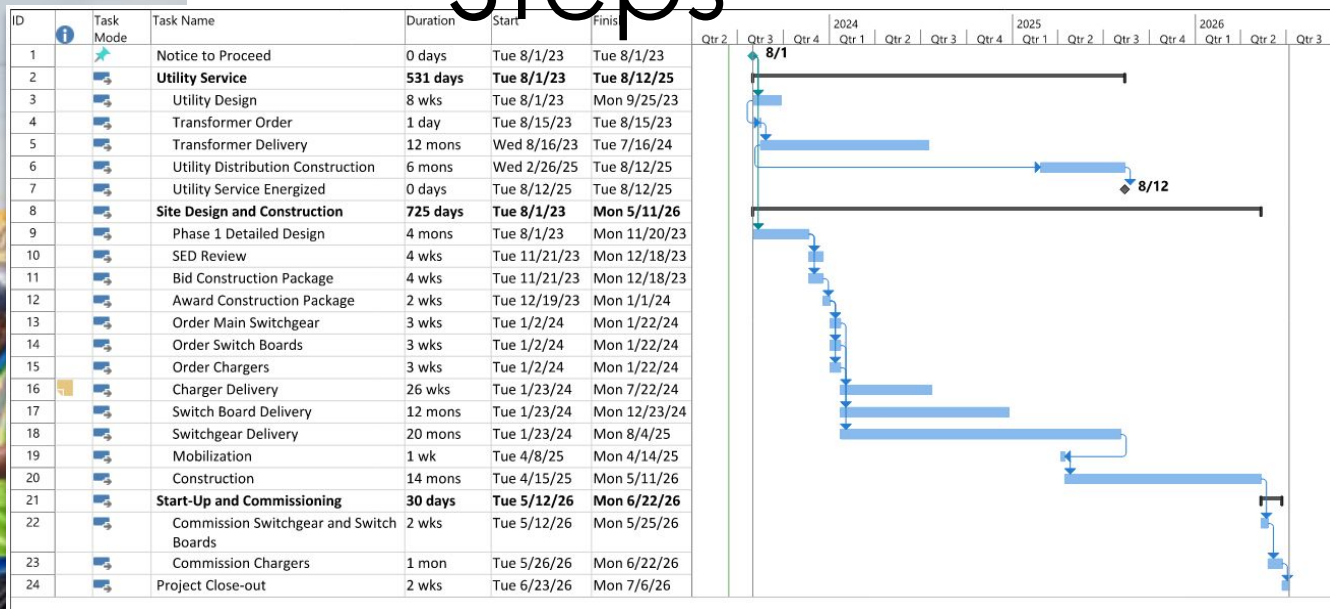 Steps
ID Task Mode Task Name Duration Start Finish 2024 2025 2026
Qtr 2 Qtr 3 Qtr 4 Qtr 1 Qtr 2 Qtr 3 Qtr 4 Qtr 1 Qtr 2 Qtr 3 Qtr 4 Qtr 1 Qtr 2 Qtr 3
1 Notice to Proceed 0 days Tue 8/1/23 Tue 8/1/23 8/1
2 Utility Service 531 days Tue 8/1/23 Tue 8/12/25
3 Utility Design 8 wks Tue 8/1/23 Mon 9/25/23
4 Transformer Order 1 day Tue 8/15/23 Tue 8/15/23
5 Transformer Delivery 12 mons Wed 8/16/23 Tue 7/16/24
6 Utility Distribution Construction 6 mons Wed 2/26/25 Tue 8/12/25
7 Utility Service Energized 0 days Tue 8/12/25 Tue 8/12/25 8/12
8 Site Design and Construction 725 days Tue 8/1/23 Mon 5/11/26
9 Phase 1 Detailed Design 4 mons Tue 8/1/23 Mon 11/20/23
10 SED Review 4 wks Tue 11/21/23 Mon 12/18/23
11 Bid Construction Package 4 wks Tue 11/21/23 Mon 12/18/23
12 Award Construction Package 2 wks Tue 12/19/23 Mon 1/1/24
13 Order Main Switchgear 3 wks Tue 1/2/24 Mon 1/22/24
14 Order Switch Boards 3 wks Tue 1/2/24 Mon 1/22/24
15 Order Chargers 3 wks Tue 1/2/24 Mon 1/22/24
16 Charger Delivery 26 wks Tue 1/23/24 Mon 7/22/24
17 Switch Board Delivery 12 mons Tue 1/23/24 Mon 12/23/24
18 Switchgear Delivery 20 mons Tue 1/23/24 Mon 8/4/25
19 Mobilization 1 wk Tue 4/8/25 Mon 4/14/25
20 Construction 14 mons Tue 4/15/25 Mon 5/11/26
21 Start-Up and Commissioning 30 days Tue 5/12/26 Mon 6/22/26
22 Commission Switchgear and Switch Boards 2 wks Tue 5/12/26 Mon 5/25/26
23 Commission Chargers 1 mon Tue 5/26/26 Mon 6/22/26
24 Project Close-out 2 wks Tue 6/23/26 Mon 7/6/26